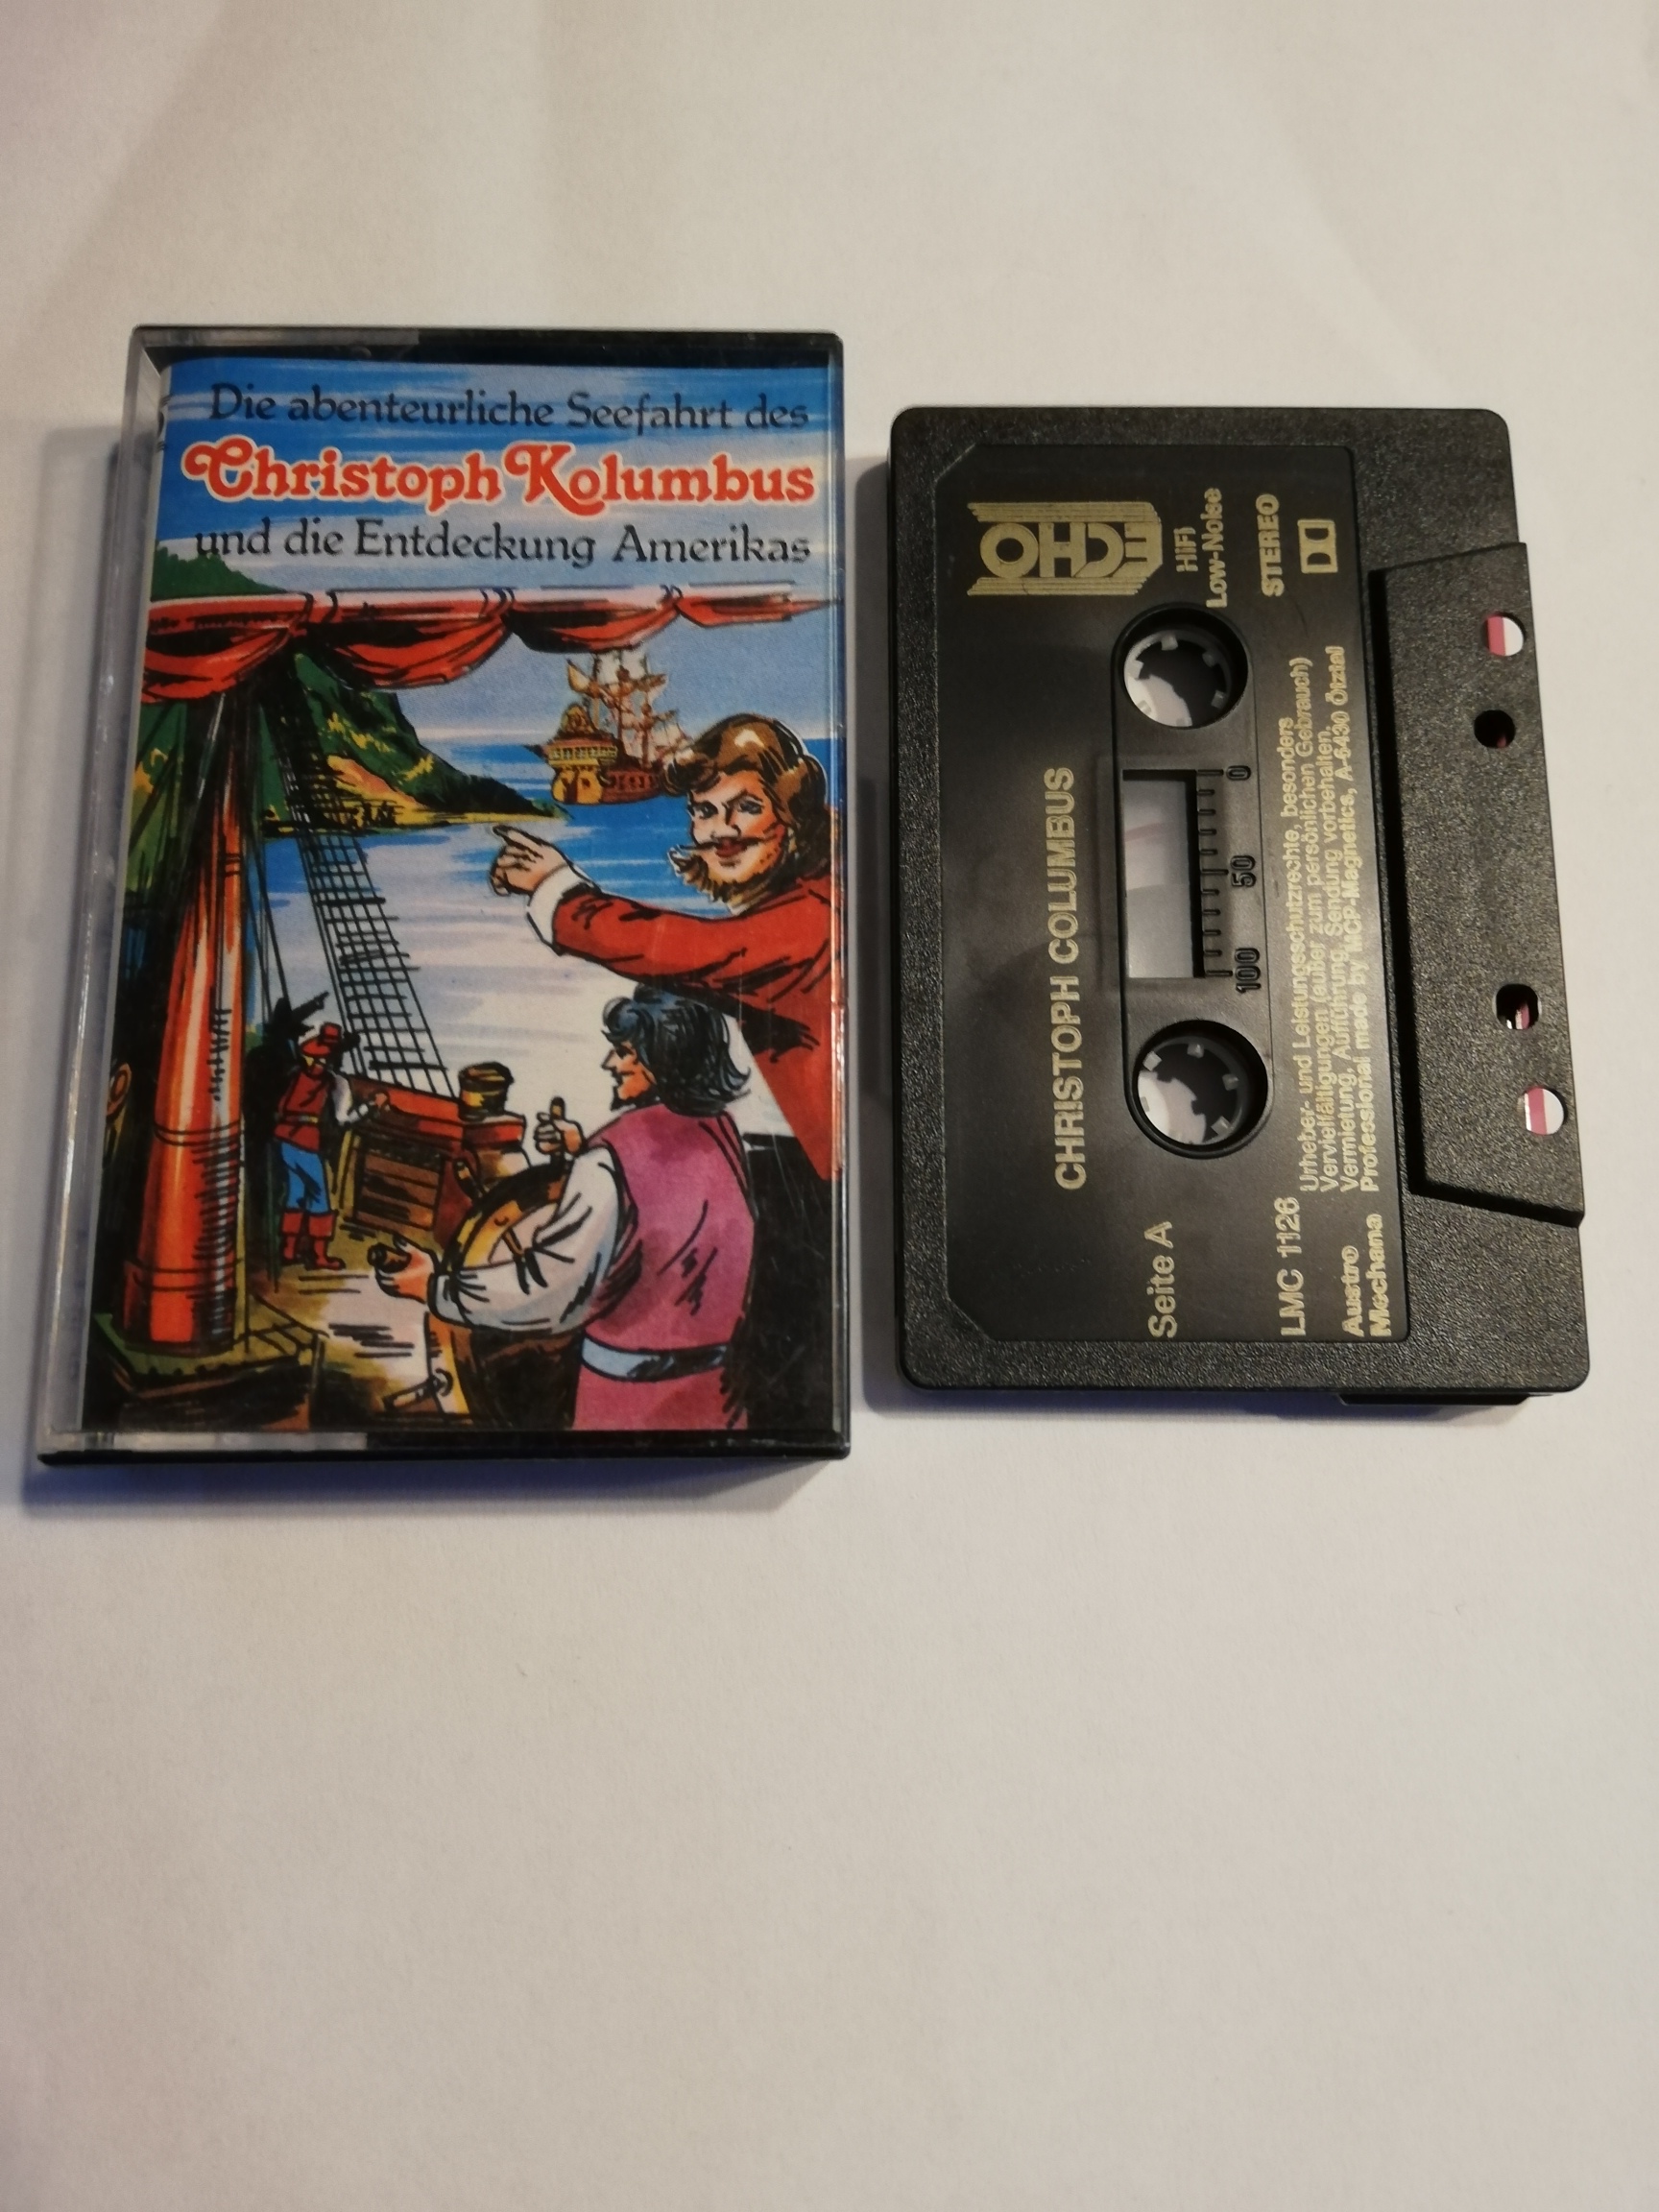 Die abenteurliche Seefahrt des
Christoph Kolumbus
und die Entdeckung Amerikas
ECHO
HiFi
Low-Noise
STEREO
CHRISTOPH COLUMBUS
Seite A
100 50 0
LMC 1126
Austro
Mechana
Urheber- und Leistungsschutzrechte, besonders
Vervielfältigungen (außer zum persönlichen Gebrauch)
Vermietung, Aufführung, Sendung vorbehalten.
Professionall made by MCP-Magnetics, A-6430 Ötztal